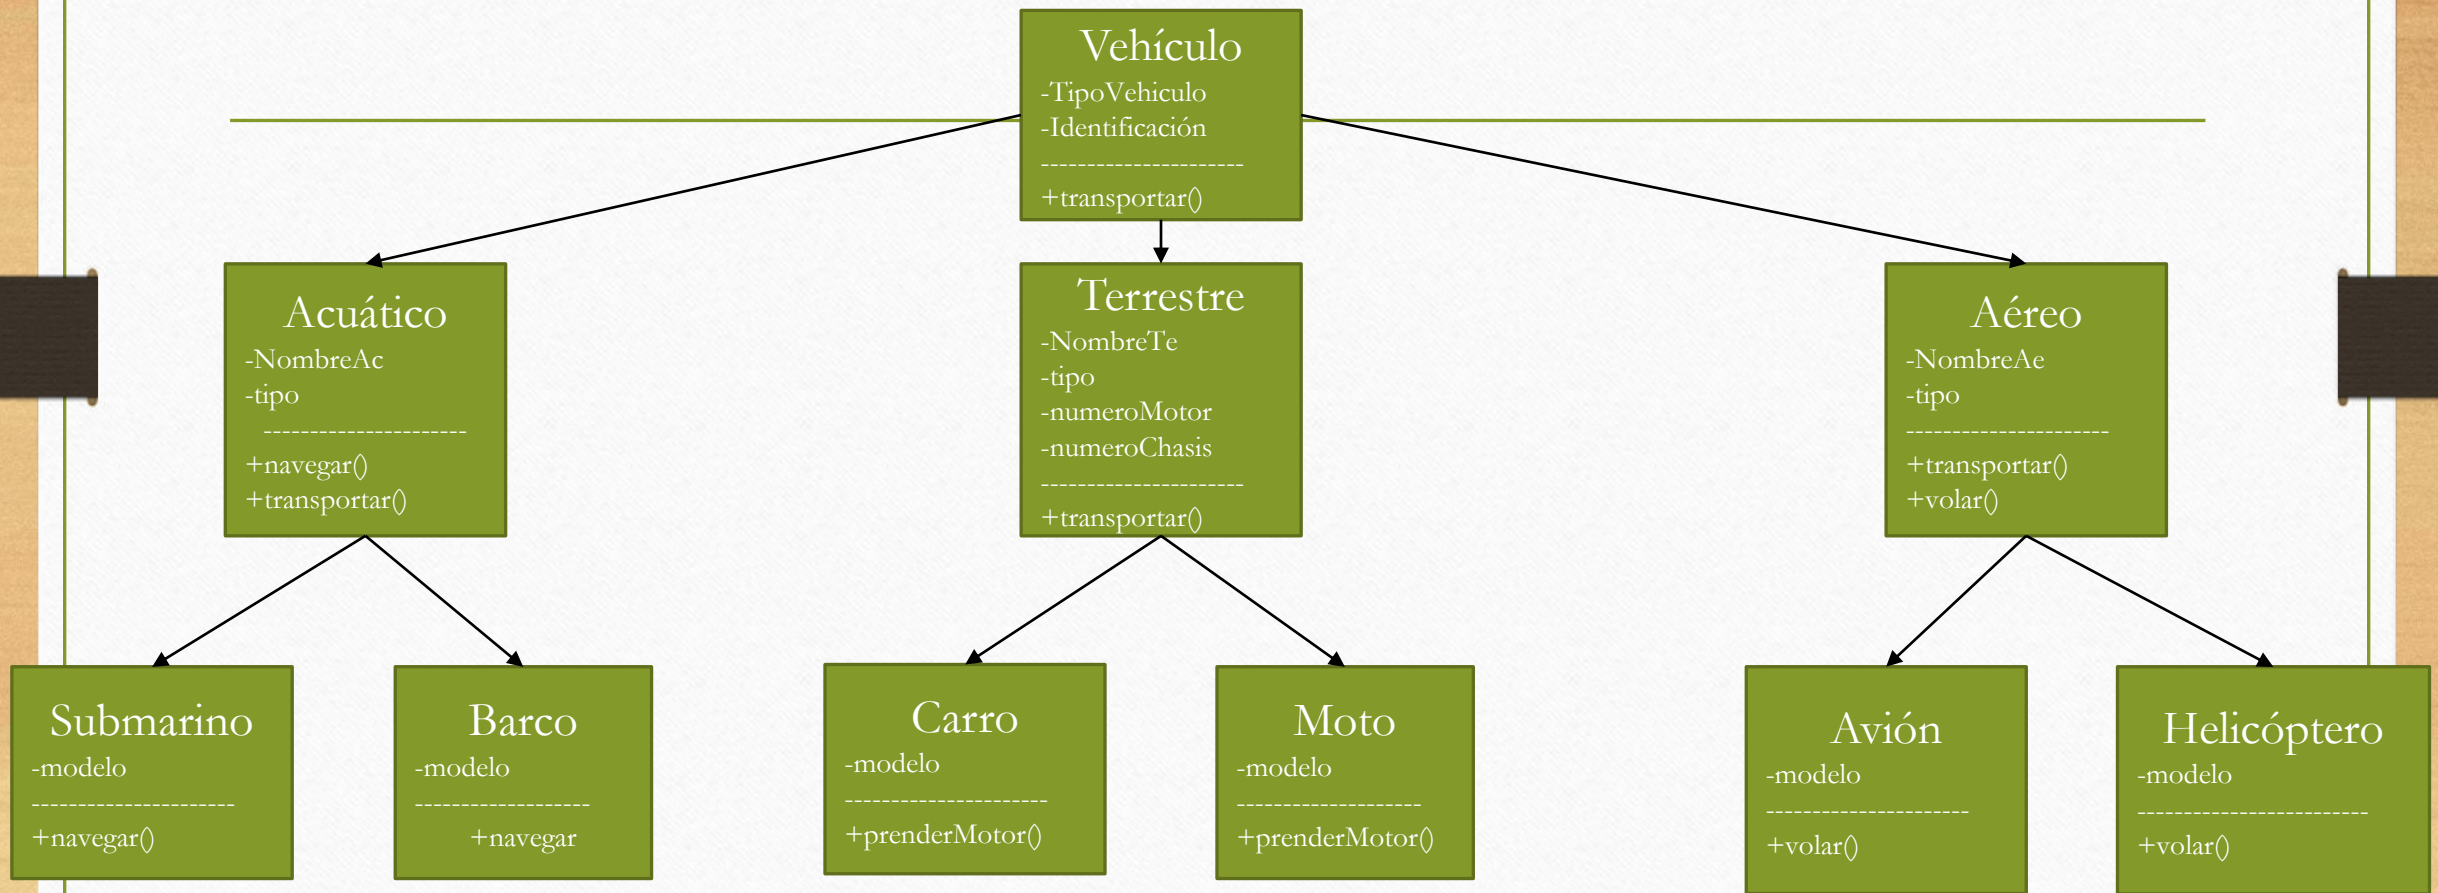 Vehículo
-TipoVehiculo
-Identificación
----------------------
+transportar()
Acuático
-NombreAc
-tipo
----------------------
+navegar()
+transportar()
Terrestre
-NombreTe
-tipo
-numeroMotor
-numeroChasis
----------------------
+transportar()
Aéreo
-NombreAe
-tipo
----------------------
+transportar()
+volar()
Submarino
-modelo
----------------------
+navegar()
Barco
-modelo
-------------------
+navegar
Carro
-modelo
----------------------
+prenderMotor()
Moto
-modelo
--------------------
+prenderMotor()
Avión
-modelo
----------------------
+volar()
Helicóptero
-modelo
-------------------------
+volar()